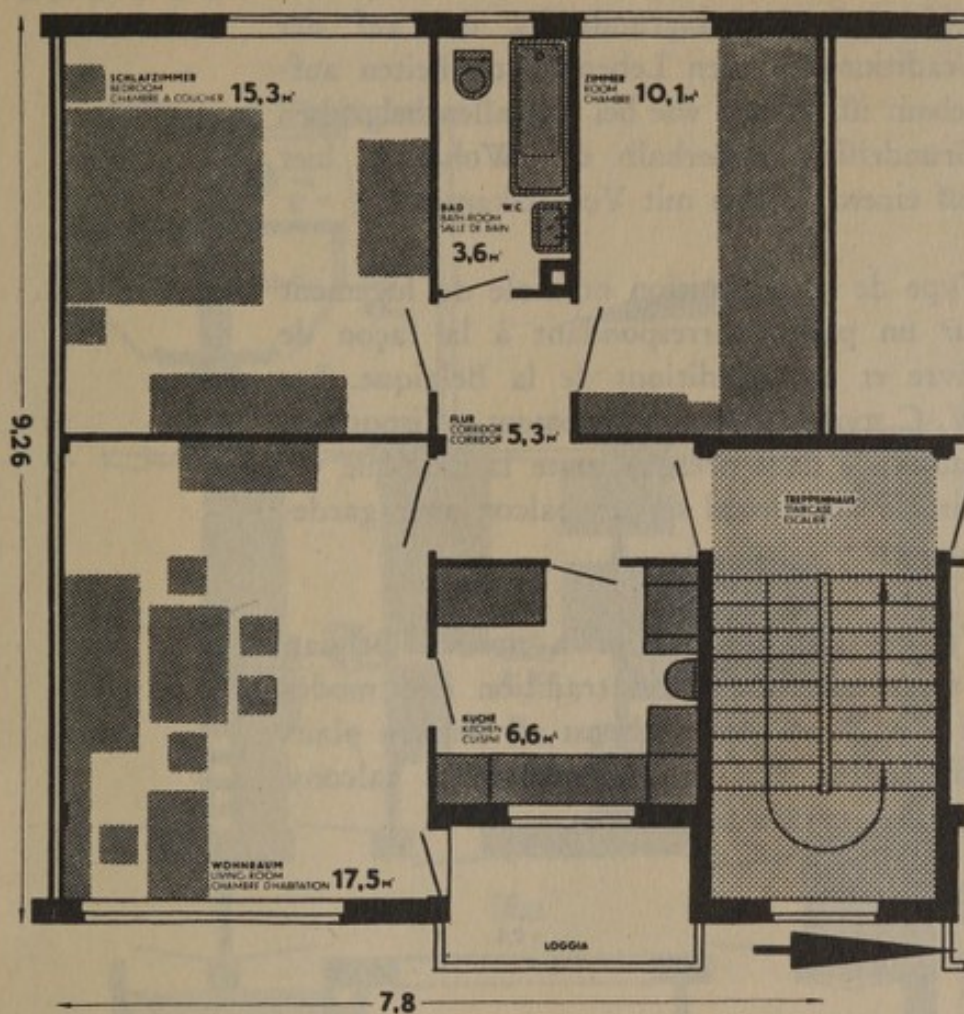 SCHLAFZIMMER
BEDROOM
CHAMBRE A COUCHER 15,3 M²
BAD W.C
BATH-ROOM
SALLE DE BAIN
3,6 M²
ZIMMER
ROOM
CHAMBRE 10,1 M²
FLUR
CORRIDOR
CORRIDOR 5,3 M²
TREPPENHAUS
STAIRCASE
ESCALIER
9,26
KUCHE
KITCHEN
CUISINE 6,6 M²
WOHNRAUM
LIVING-ROOM
CHAMBRE D'HABITATION 17,5 M²
LOGGIA
7,8